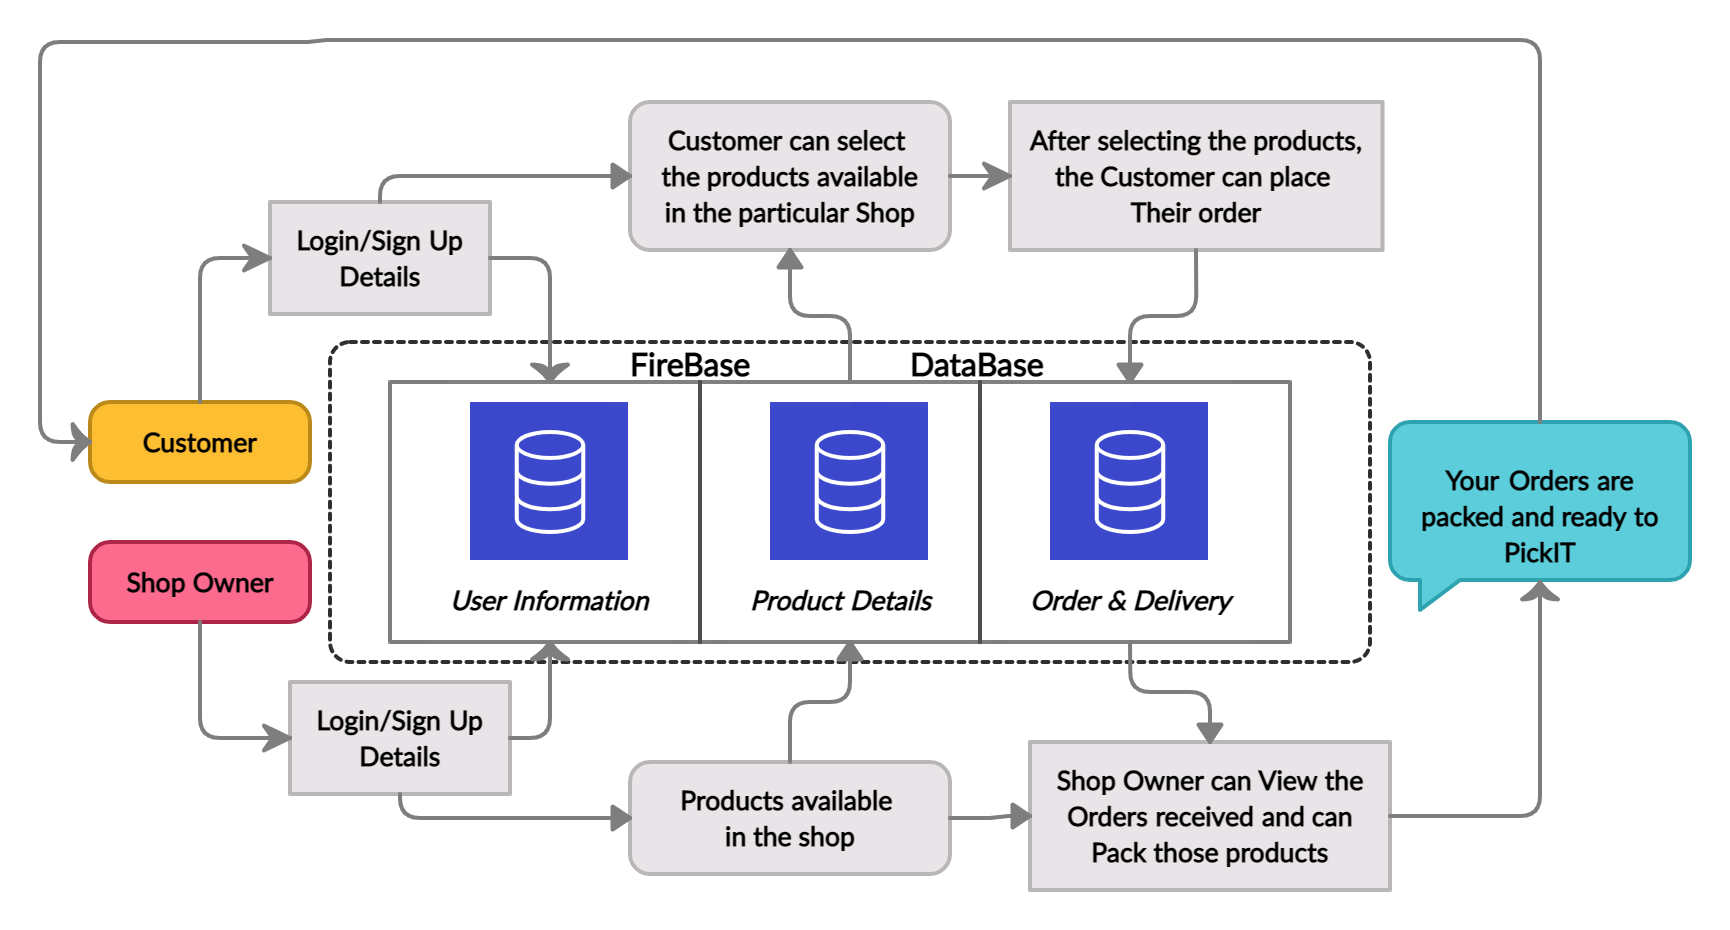 Customer can select
the products available
in the particular Shop
After selecting the products,
the Customer can place
Their order
Login/Sign Up
Details
FireBase DataBase
Customer
User Information
Product Details
Order & Delivery
Your Orders are
packed and ready to
PickIT
Shop Owner
Login/Sign Up
Details
Products available
in the shop
Shop Owner can View the
Orders received and can
Pack those products